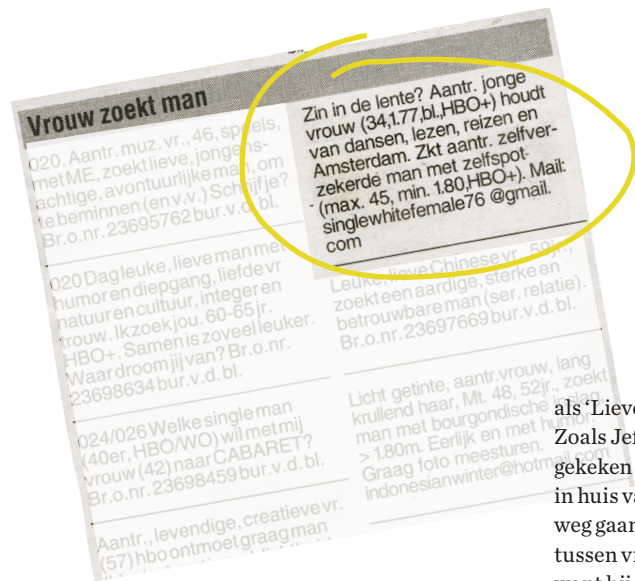 Vrouw zoekt man
020. Aantr. muz. vr., 46, speels,
met ME, zoekt lieve, jongens-
achtige, avontuurlijke man, om
te beminnen (en v.v.) Schrijf je?
Br.o.nr. 23695762 bur.v.d.bl.
020 Dag leuke, lieve man met
humor en diepgang, liefde vr
natuur en cultuur, integer en
trouw. Ik zoek jou. 60-65 jr.
HBO+. Samen is zoveel leuker.
Waar droom jij van? Br.o.nr.
23698634 bur.v.d.bl.
024/026 Welke single man
(40er, HBO/WO) wil met mij
vrouw (42) naar CABARET?
Br.o.nr. 23698459 bur.v.d.bl.
Aantr., levendige, creatieve vr.
(57) hbo ontmoet graag man
Zin in de lente? Aantr. jonge
vrouw (34,1.77,bl.,HBO+) houdt
van dansen, lezen, reizen en
Amsterdam. Zkt aantr. zelfver-
zekerde man met zelfspot
(max. 45, min. 1.80,HBO+). Mail:
singlewhitefemale76 @gmail.
com
Leuke, lieve Chinese vr., 59jr.,
zoekt een aardige, sterke en
betrouwbare man (ser. relatie).
Br.o.nr. 23697669 bur.v.d.bl.
Licht getinte, aantr.vrouw, lang
krullend haar, Mt. 48, 52jr., zoekt
man met bourgondische inslag
>1.80m. Eerlijk en met humor.
Graag foto meesturen.
indonesianwinter@hotmail.com
als ‘Lieve
Zoals Jef
gekeken
in huis va
weg gaan
tussen vr